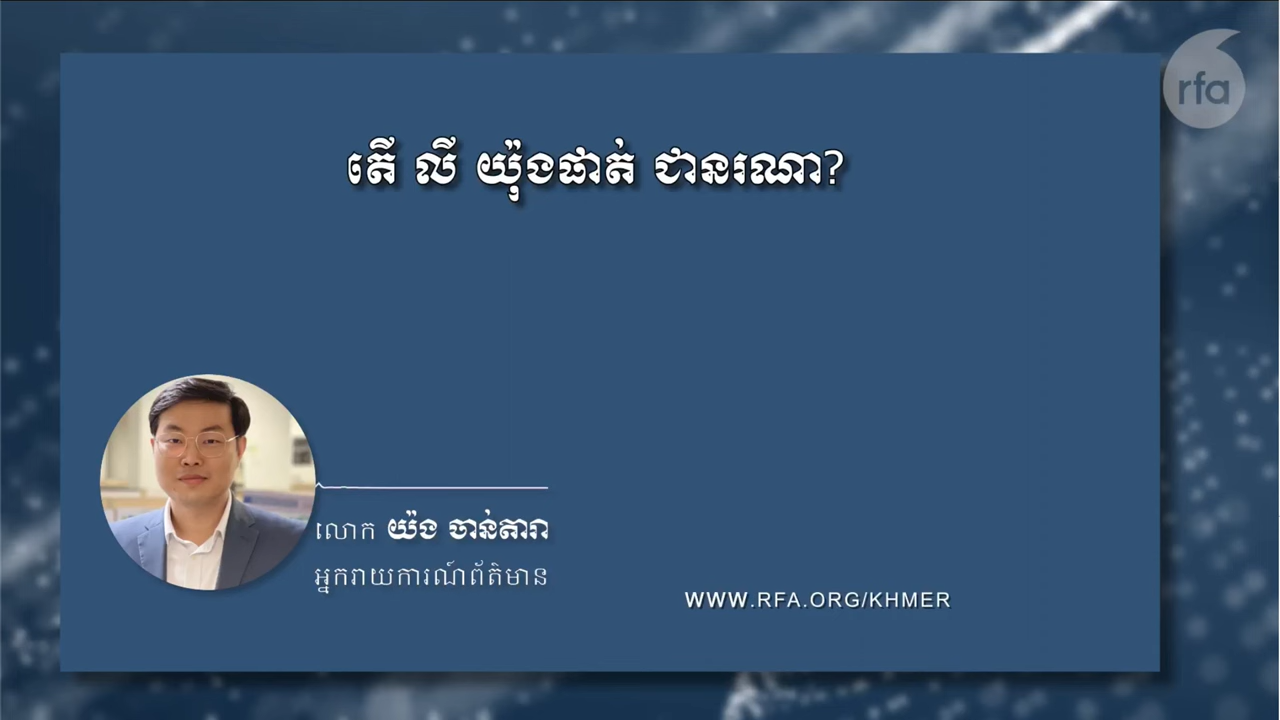 rfa
តើ លី យ៉ុងផាត់ ជានរណា?
លោក យ៉ង ចាន់តារា
អ្នករាយការណ៍ព័ត៌មាន
WWW.RFA.ORG/KHMER